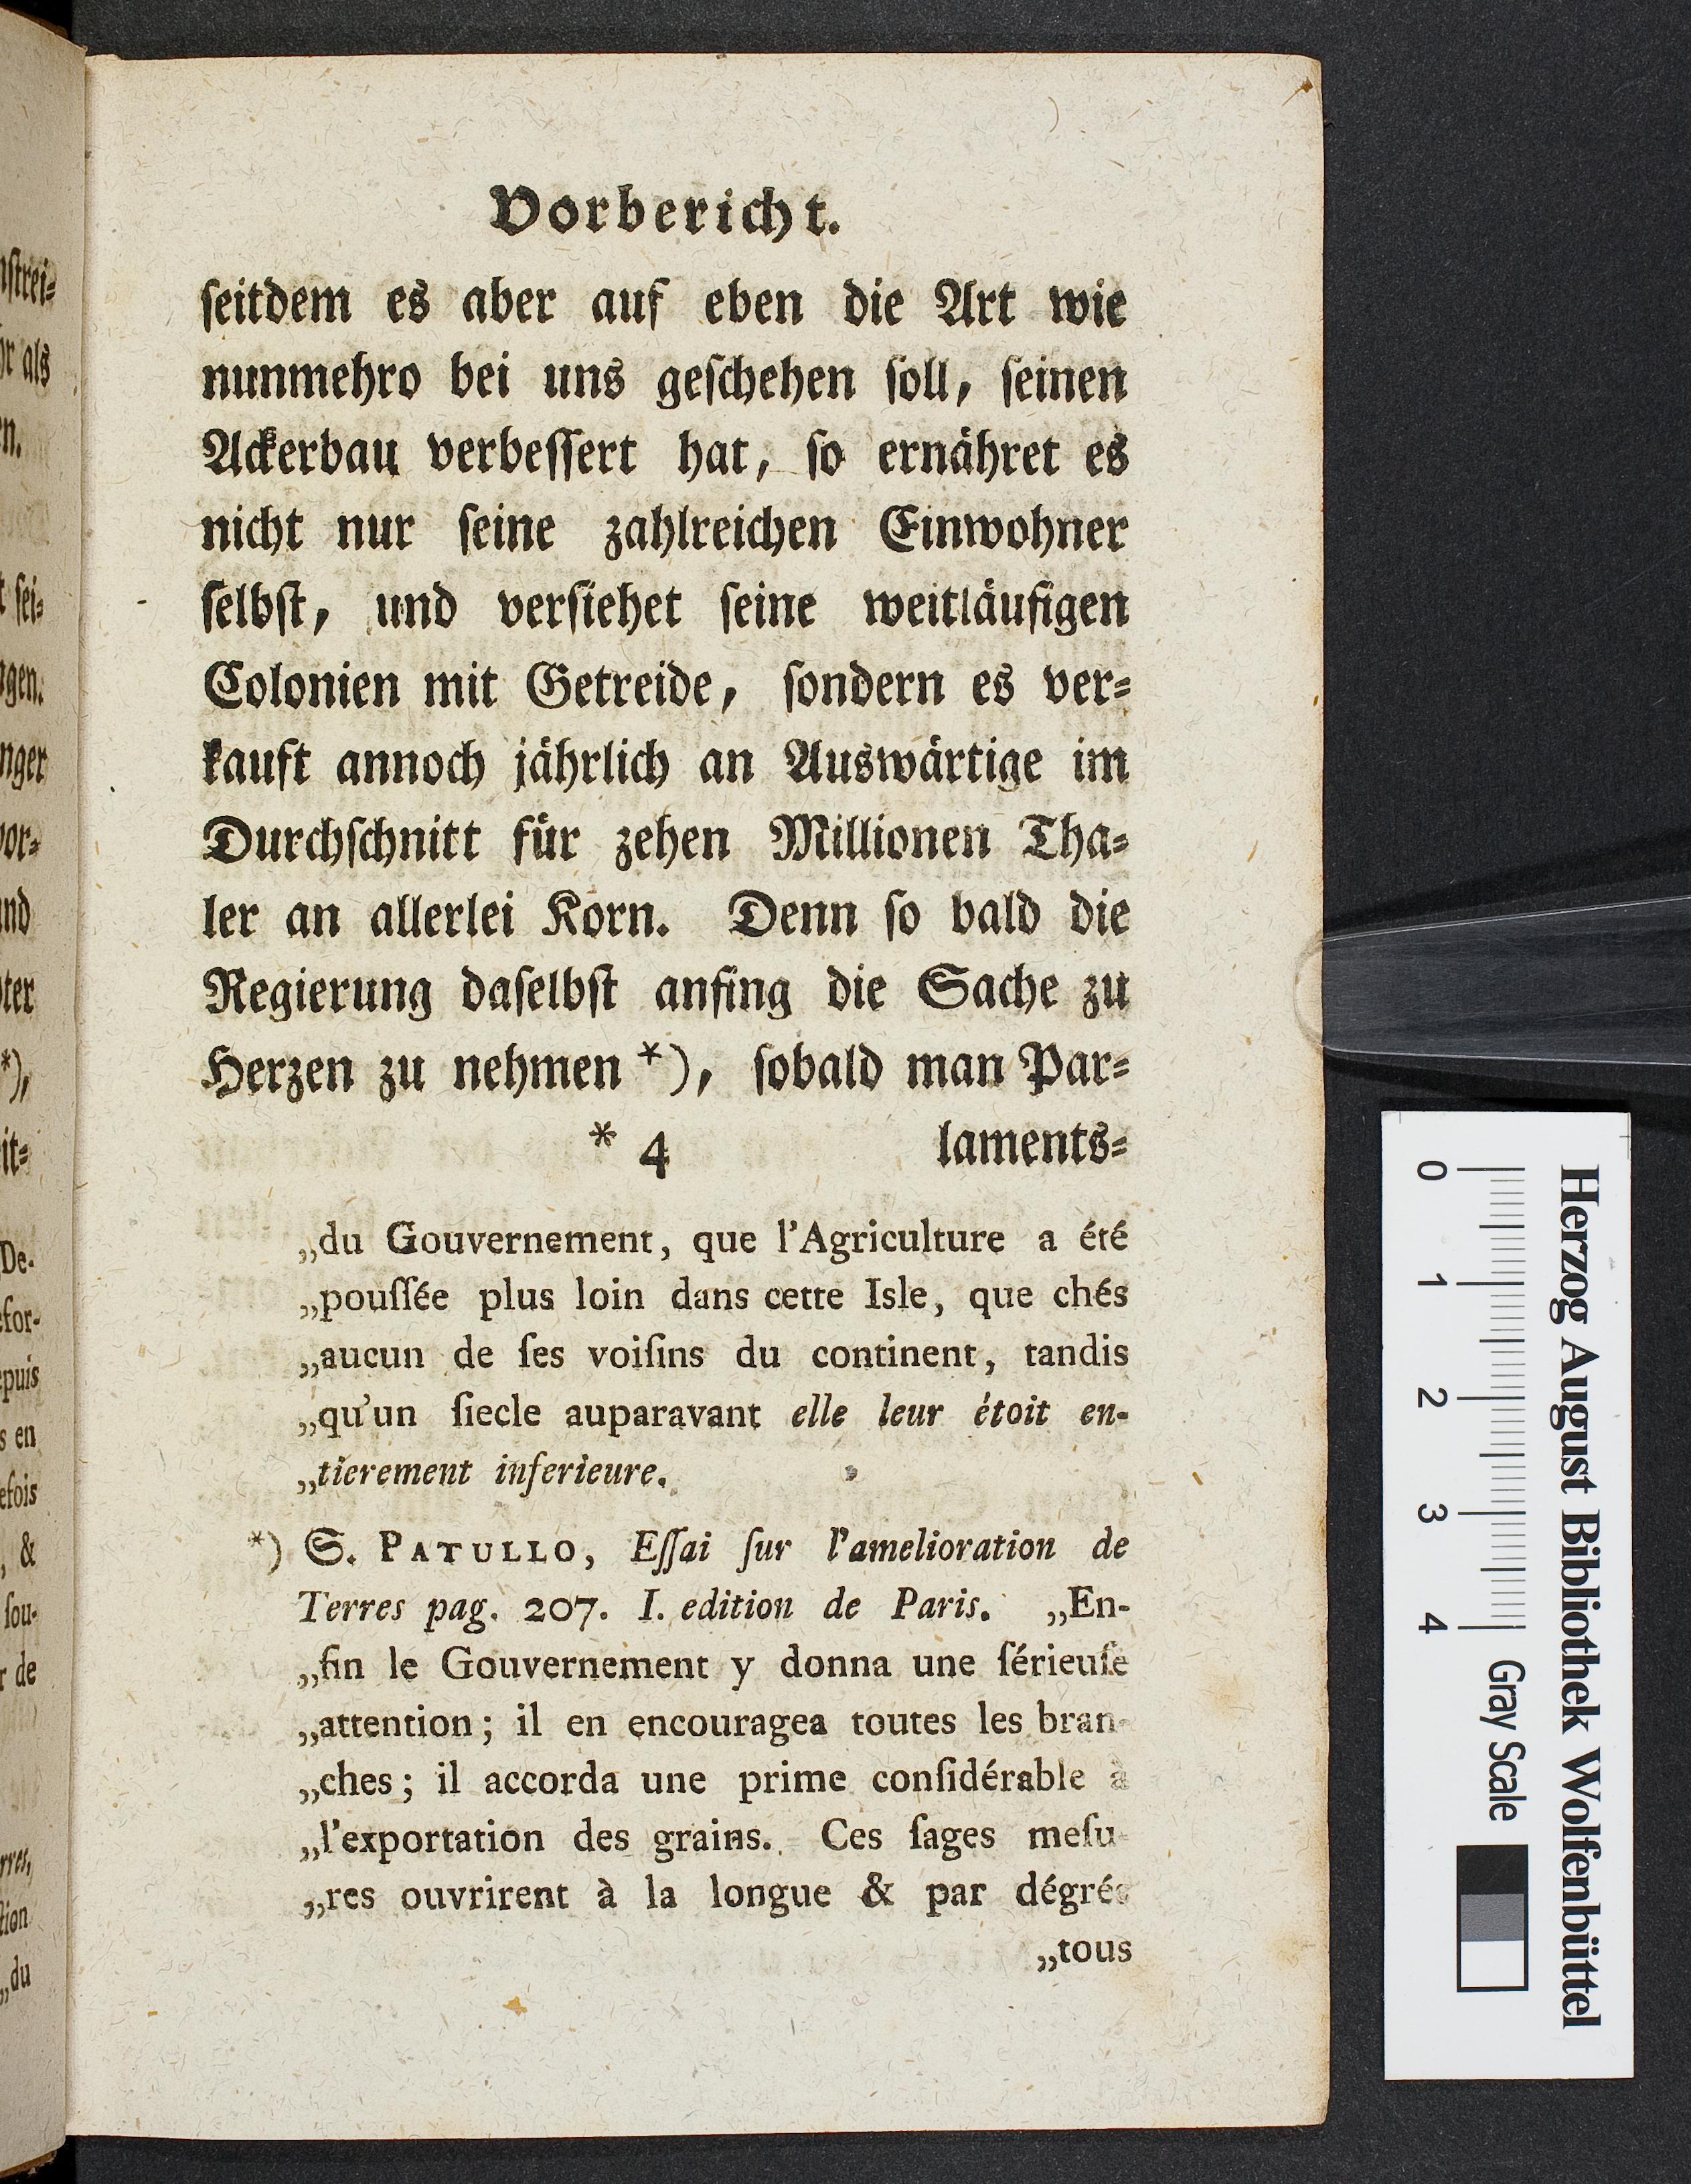 Vorbericht.
ſeitdem es aber auf eben die Art wie
nunmehro bei uns geſchehen ſoll, ſeinen
Ackerbau verbeſſert hat, ſo ernähret es
nicht nur ſeine zahlreichen Einwohner
ſelbſt, und verſiehet ſeine weitläufigen
Colonien mit Getreide, ſondern es ver⸗
kauft annoch jährlich an Auswärtige im
Durchſchnitt für zehen Millionen Tha⸗
ler an allerlei Korn. Denn ſo bald die
Regierung daſelbſt anfing die Sache zu
Herzen zu nehmen *), ſobald man Par⸗
* 4 laments⸗
„du Gouvernement, que l'Agriculture a été
„pouſſée plus loin dans cette Isle, que chés
„aucun de ſes voiſins du continent, tandis
„qu'un ſiecle auparavant elle leur étoit en-
„tierement inferieure.
*) S. PATULLO, Eſſai ſur l'amelioration de
Terres pag. 207. I. edition de Paris. „En-
„fin le Gouvernement y donna une ſérieuſe
„attention; il en encouragea toutes les bran-
„ches; il accorda une prime conſidérable à
„l'exportation des grains. Ces ſages meſu-
„res ouvrirent à la longue & par dégrés
„tous
Herzog August Bibliothek Wolfenbüttel
0 1 2 3 4 Gray Scale